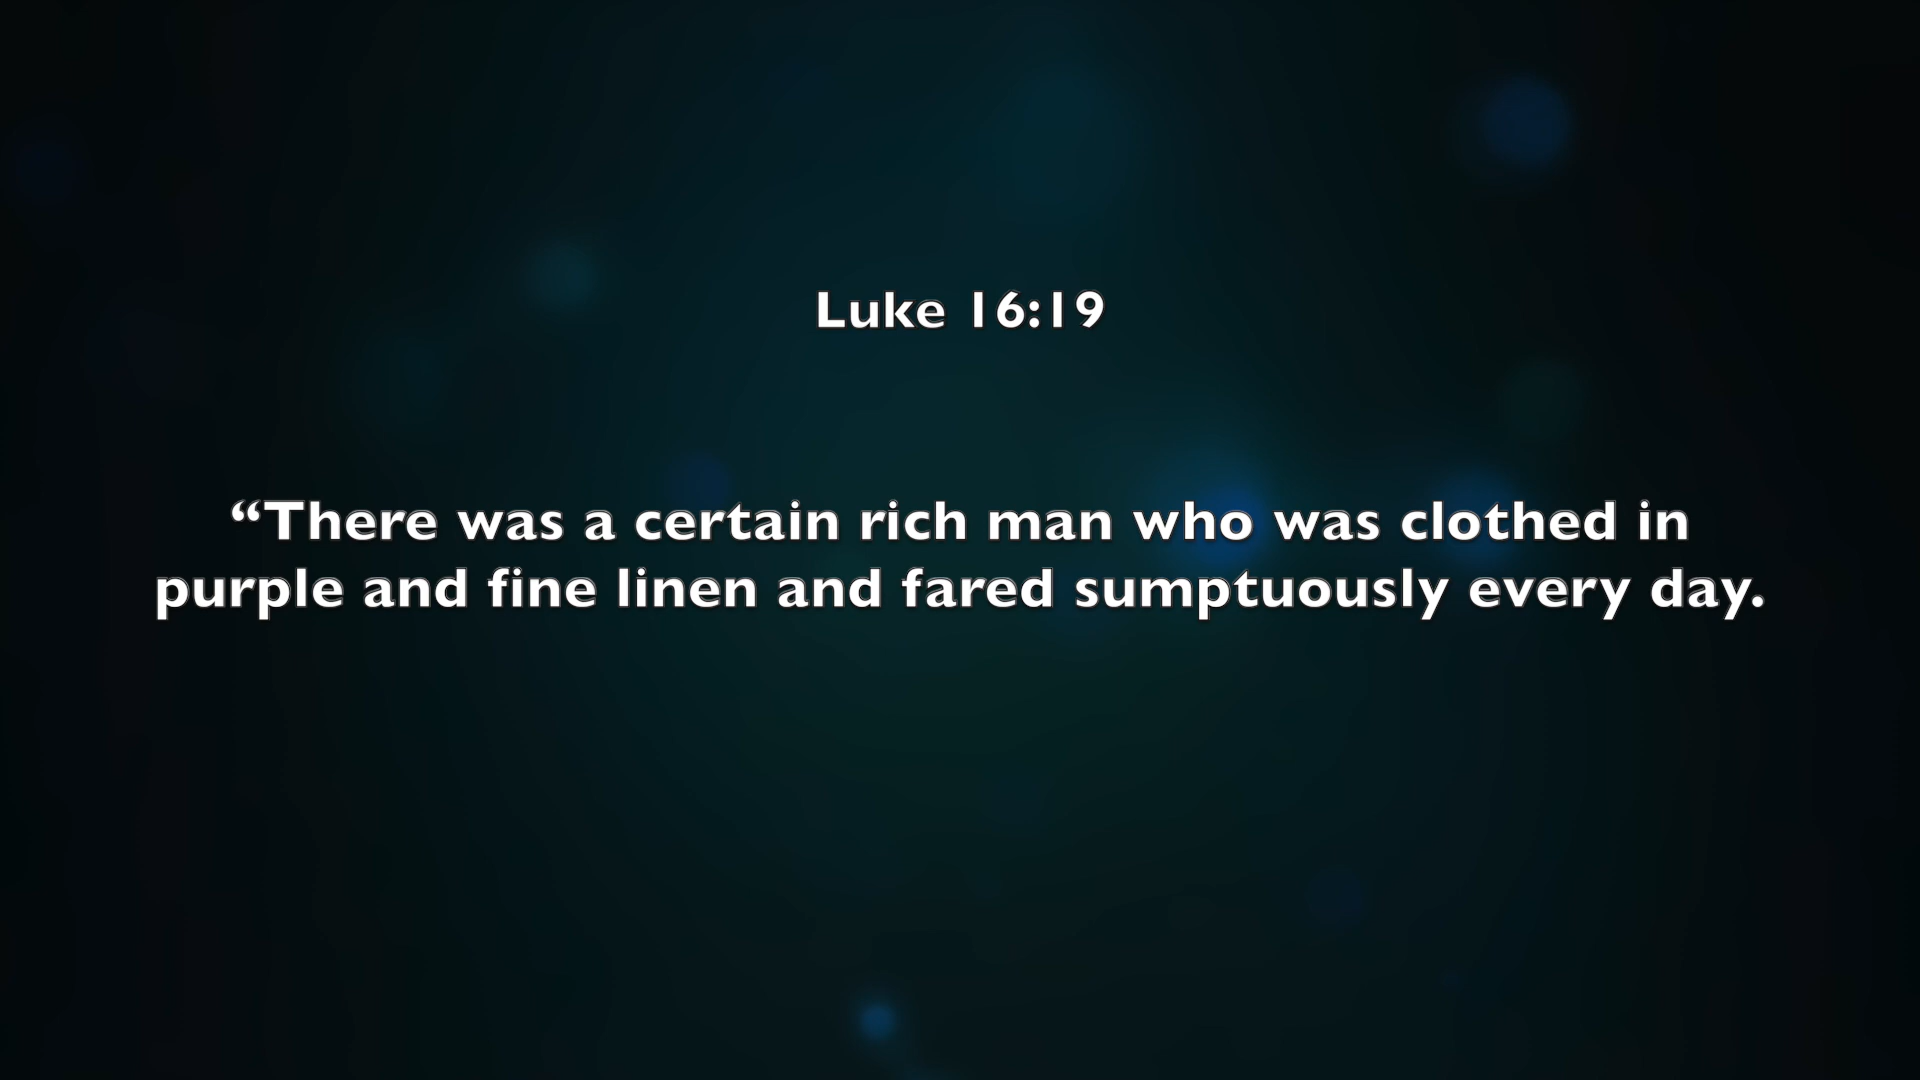 Luke 16:19
“There was a certain rich man who was clothed in
purple and fine linen and fared sumptuously every day.